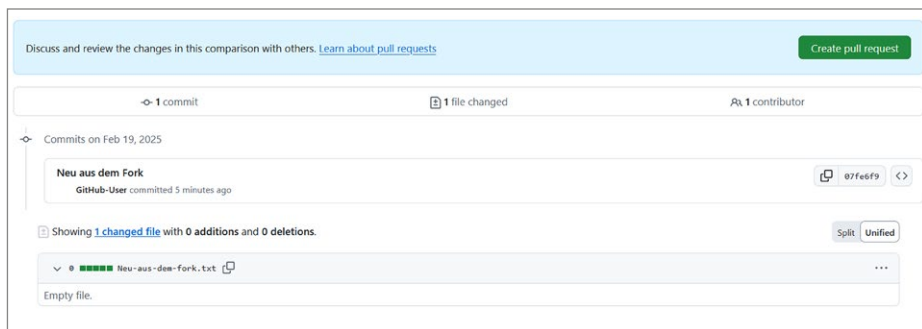 Discuss and review the changes in this comparison with others. Learn about pull requests
Create pull request
1 commit
1 file changed
1 contributor
Commits on Feb 19, 2025
Neu aus dem Fork
GitHub-User committed 5 minutes ago
07fe6f9
Showing 1 changed file with 0 additions and 0 deletions.
Split Unified
0 Neu-aus-dem-fork.txt
Empty file.